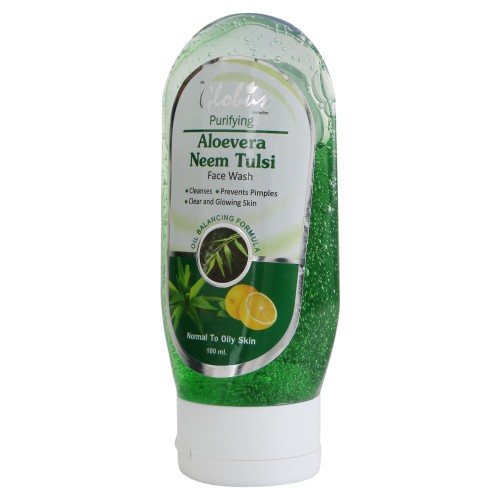 Globus
Purifying
Aloevera
Neem Tulsi
Face Wash
• Cleanses • Prevents Pimples
• Clear and Glowing Skin
OIL BALANCING FORMULA
Normal To Oily Skin
100 ml.